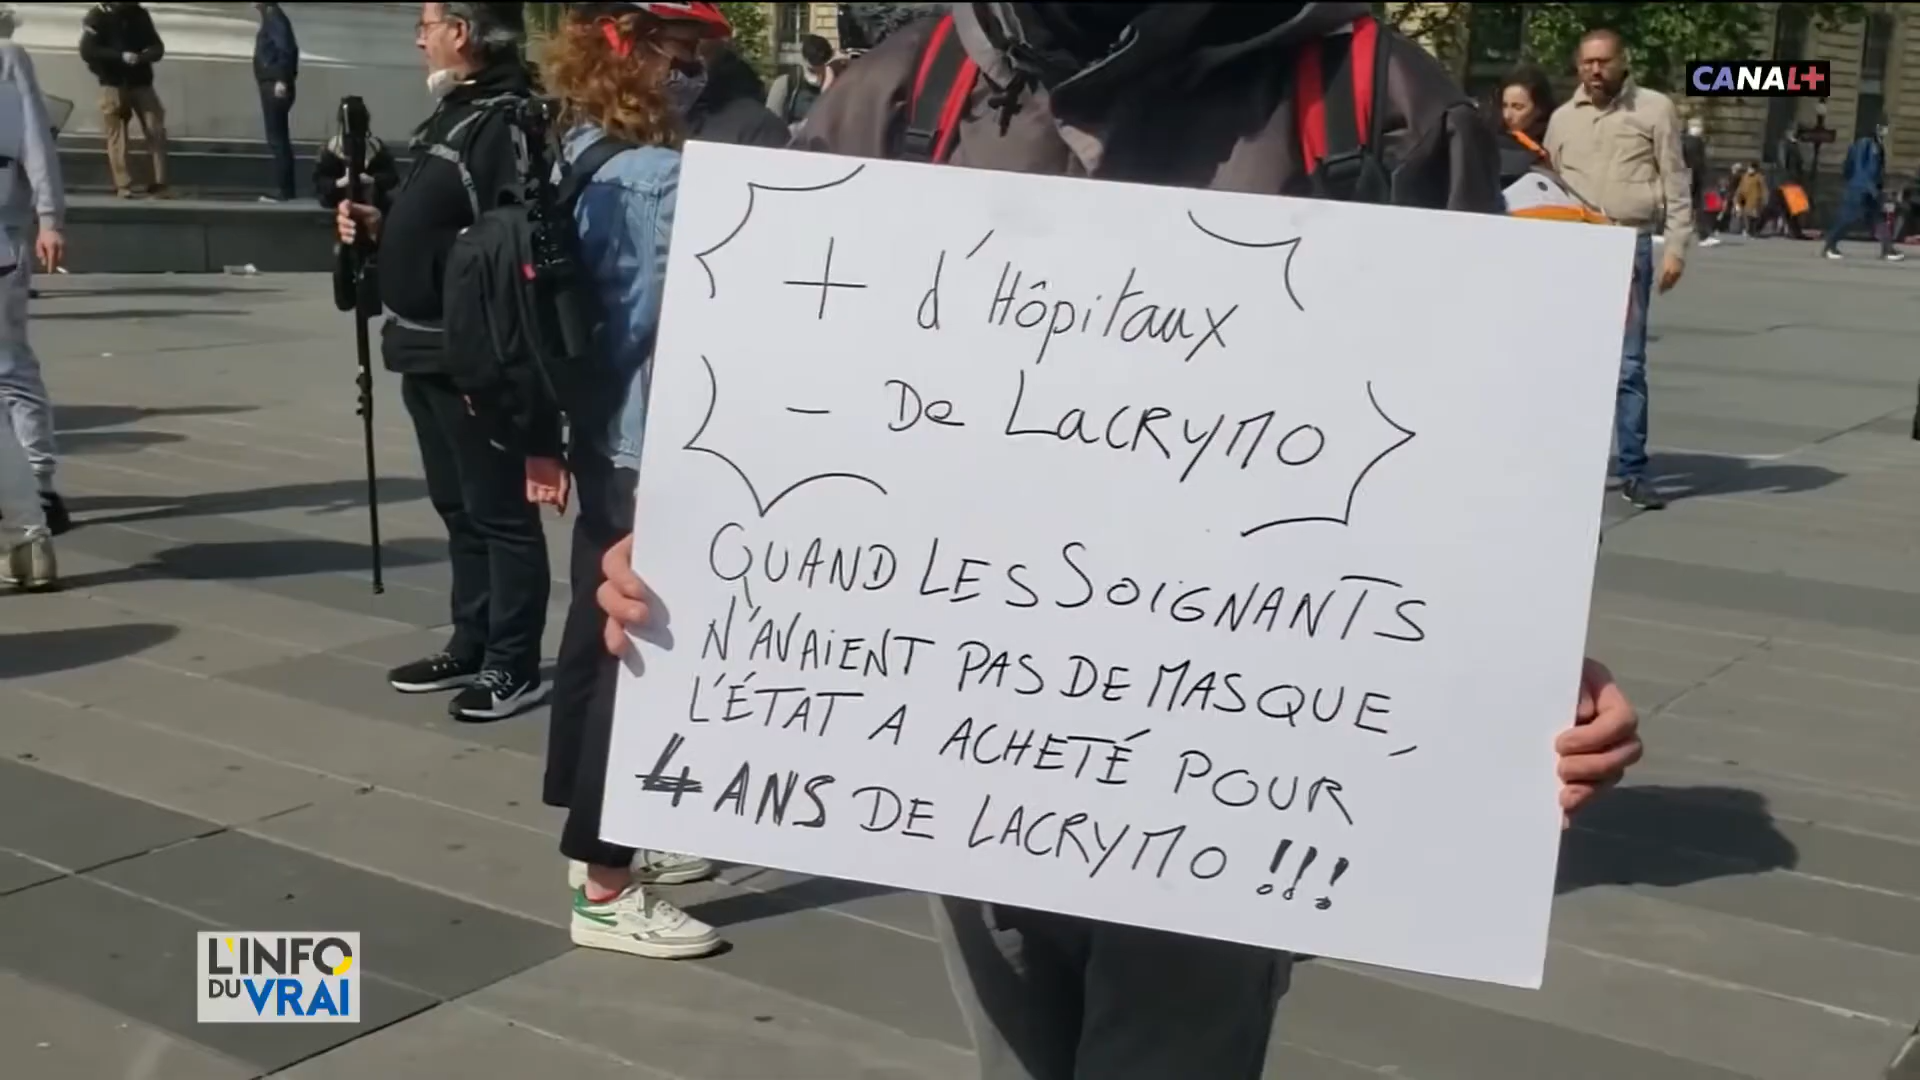 CANAL+
+ d'Hôpitaux
- De LaCRYMO
QUAND LES SOIGNANTS
N'AVAIENT PAS DE MASQUE,
L'ÉTAT A ACHETÉ POUR
4 ANS DE LACRYMO !!!
L'INFO
DU VRAI